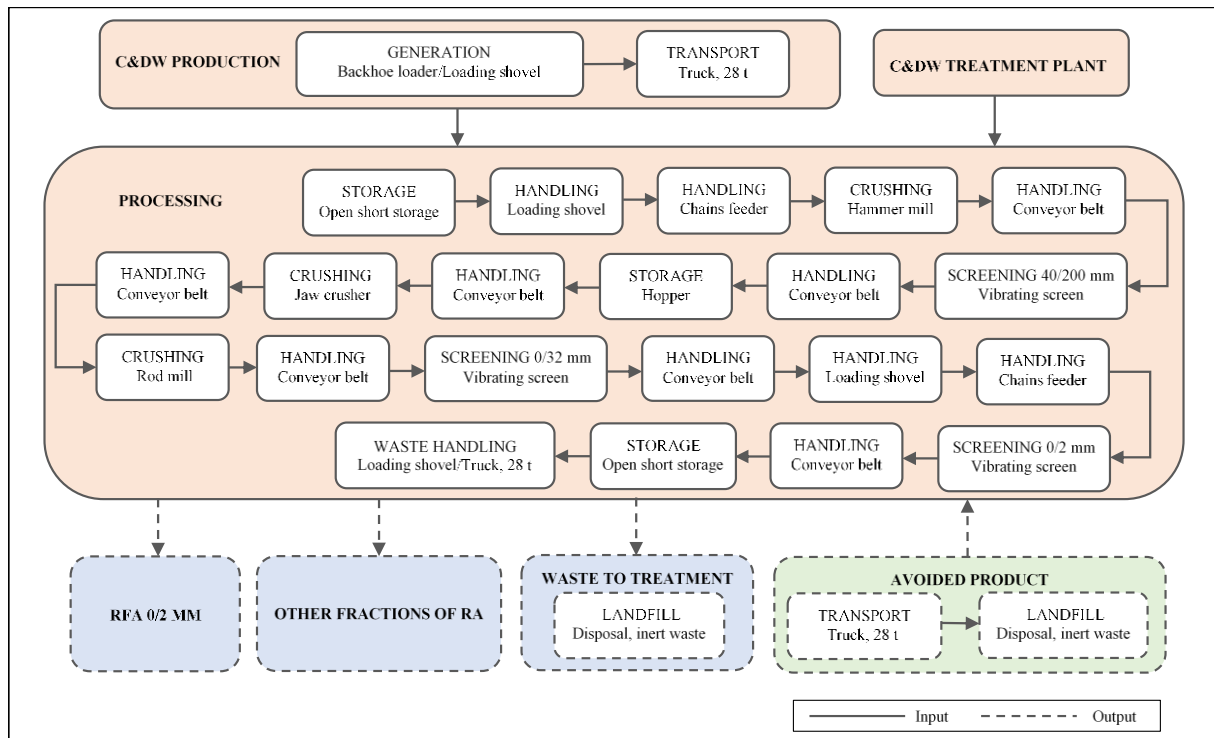 C&DW PRODUCTION
GENERATION
Backhoe loader/Loading shovel
TRANSPORT
Truck, 28 t
C&DW TREATMENT PLANT
PROCESSING
STORAGE
Open short storage
HANDLING
Loading shovel
HANDLING
Chains feeder
CRUSHING
Hammer mill
HANDLING
Conveyor belt
HANDLING
Conveyor belt
CRUSHING
Jaw crusher
HANDLING
Conveyor belt
STORAGE
Hopper
HANDLING
Conveyor belt
SCREENING 40/200 mm
Vibrating screen
CRUSHING
Rod mill
HANDLING
Conveyor belt
SCREENING 0/32 mm
Vibrating screen
HANDLING
Conveyor belt
HANDLING
Loading shovel
HANDLING
Chains feeder
WASTE HANDLING
Loading shovel/Truck, 28 t
STORAGE
Open short storage
HANDLING
Conveyor belt
SCREENING 0/2 mm
Vibrating screen
RFA 0/2 MM
OTHER FRACTIONS OF RA
WASTE TO TREATMENT
LANDFILL
Disposal, inert waste
AVOIDED PRODUCT
TRANSPORT
Truck, 28 t
LANDFILL
Disposal, inert waste
Input
Output